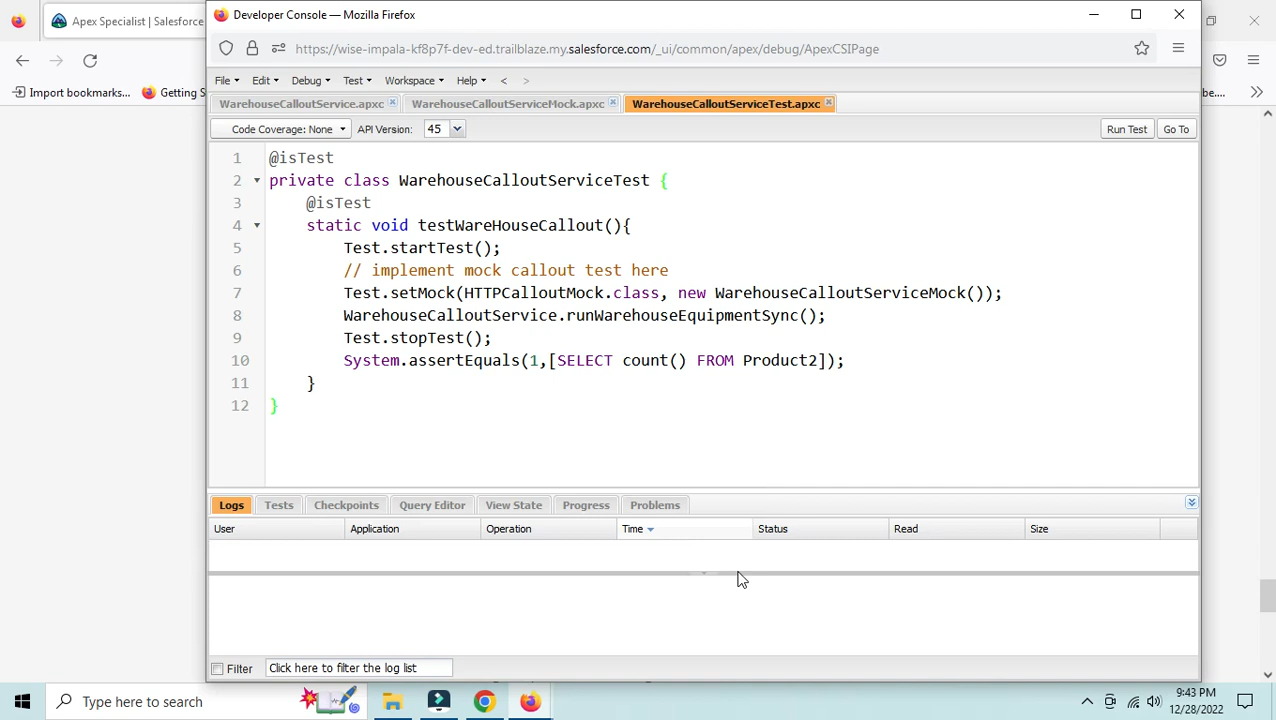 Apex Specialist | Salesforce
Developer Console — Mozilla Firefox
https://wise-impala-kf8p7f-dev-ed.trailblaze.my.salesforce.com/_ui/common/apex/debug/ApexCSIPage
Import bookmarks...
Getting S
be....
File Edit Debug Test Workspace Help < >
WarehouseCalloutService.apxc
WarehouseCalloutServiceMock.apxc
WarehouseCalloutServiceTest.apxc
Code Coverage: None API Version: 45 Run Test Go To
1 @isTest
2 private class WarehouseCalloutServiceTest {
3 @isTest
4 static void testWareHouseCallout(){
5 Test.startTest();
6 // implement mock callout test here
7 Test.setMock(HTTPCalloutMock.class, new WarehouseCalloutServiceMock());
8 WarehouseCalloutService.runWarehouseEquipmentSync();
9 Test.stopTest();
10 System.assertEquals(1,[SELECT count() FROM Product2]);
11 }
12 }
Logs Tests Checkpoints Query Editor View State Progress Problems
User Application Operation Time Status Read Size
Filter Click here to filter the log list
Type here to search
9:43 PM
12/28/2022